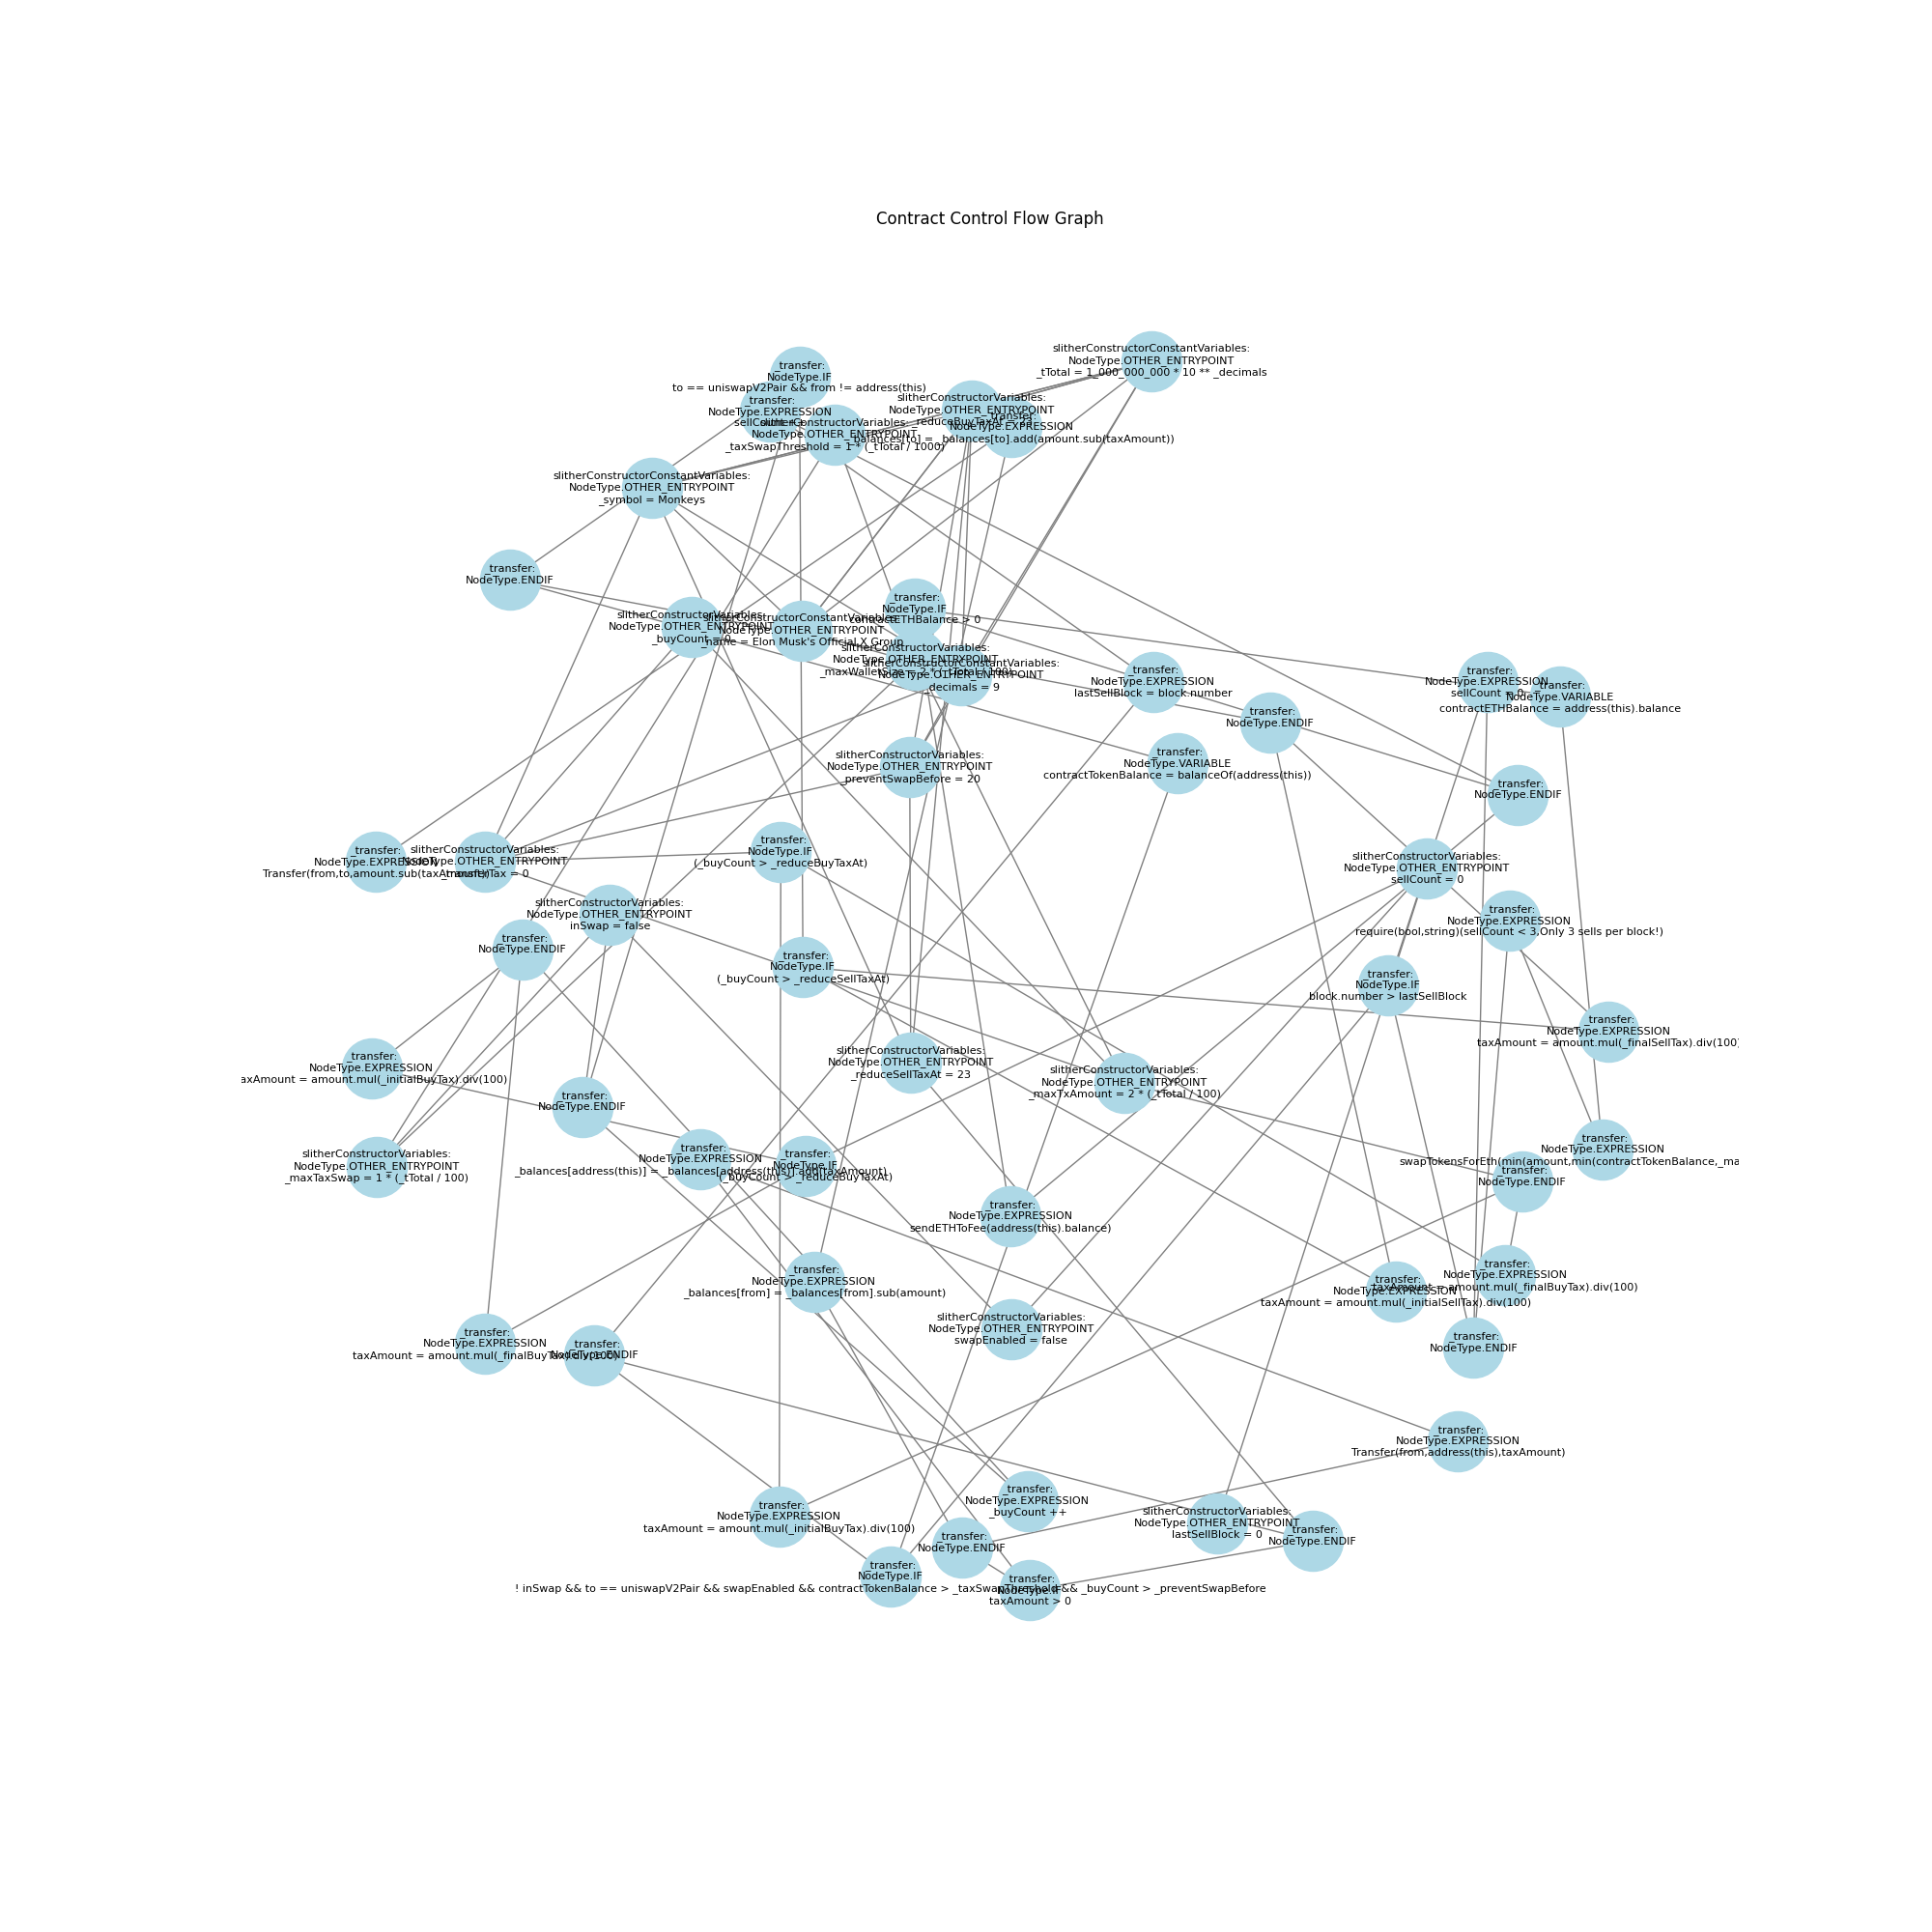 Contract Control Flow Graph
slitherConstructorConstantVariables:
NodeType.OTHER_ENTRYPOINT
_tTotal = 1_000_000_000 * 10 ** _decimals
_transfer:
NodeType.IF
to == uniswapV2Pair && from != address(this)
_transfer:
NodeType.EXPRESSION
slitherConstructorVariables:
NodeType.OTHER_ENTRYPOINT
_taxSwapThreshold = 1 * (_tTotal / 1000)
slitherConstructorVariables:
NodeType.OTHER_ENTRYPOINT
_reduceBuyTaxAt = 23
_transfer:
NodeType.EXPRESSION
_balances[to] = _balances[to].add(amount.sub(taxAmount))
slitherConstructorConstantVariables:
NodeType.OTHER_ENTRYPOINT
_symbol = Monkeys
_transfer:
NodeType.ENDIF
slitherConstructorVariables:
NodeType.OTHER_ENTRYPOINT
_buyCount = 0
slitherConstructorConstantVariables:
NodeType.OTHER_ENTRYPOINT
_name = Elon Musk's Official X Group
_transfer:
NodeType.IF
contractETHBalance > 0
slitherConstructorVariables:
NodeType.OTHER_ENTRYPOINT
_maxWalletSize = 2 * (_tTotal / 100)
slitherConstructorConstantVariables:
NodeType.OTHER_ENTRYPOINT
_decimals = 9
_transfer:
NodeType.EXPRESSION
lastSellBlock = block.number
_transfer:
NodeType.EXPRESSION
sellCount = 0
_transfer:
NodeType.VARIABLE
contractETHBalance = address(this).balance
_transfer:
NodeType.ENDIF
slitherConstructorVariables:
NodeType.OTHER_ENTRYPOINT
_preventSwapBefore = 20
_transfer:
NodeType.VARIABLE
contractTokenBalance = balanceOf(address(this))
_transfer:
NodeType.ENDIF
_transfer:
NodeType.EXPRESSION
Transfer(from,to,amount.sub(taxAmount))
slitherConstructorVariables:
NodeType.OTHER_ENTRYPOINT
_transferTax = 0
_transfer:
NodeType.IF
(_buyCount > _reduceBuyTaxAt)
slitherConstructorVariables:
NodeType.OTHER_ENTRYPOINT
sellCount = 0
slitherConstructorVariables:
NodeType.OTHER_ENTRYPOINT
inSwap = false
_transfer:
NodeType.EXPRESSION
require(bool,string)(sellCount < 3,Only 3 sells per block!)
_transfer:
NodeType.ENDIF
_transfer:
NodeType.IF
(_buyCount > _reduceSellTaxAt)
_transfer:
NodeType.IF
block.number > lastSellBlock
_transfer:
NodeType.EXPRESSION
taxAmount = amount.mul(_finalSellTax).div(100)
_transfer:
NodeType.EXPRESSION
axAmount = amount.mul(_initialBuyTax).div(100)
slitherConstructorVariables:
NodeType.OTHER_ENTRYPOINT
_reduceSellTaxAt = 23
slitherConstructorVariables:
NodeType.OTHER_ENTRYPOINT
_maxTxAmount = 2 * (_tTotal / 100)
_transfer:
NodeType.ENDIF
_transfer:
NodeType.EXPRESSION
swapTokensForEth(min(amount,min(contractTokenBalance,_ma
slitherConstructorVariables:
NodeType.OTHER_ENTRYPOINT
_maxTaxSwap = 1 * (_tTotal / 100)
_transfer:
NodeType.EXPRESSION
_balances[address(this)] = _balances[address(this)].add(taxAmount)
_transfer:
NodeType.IF
(_buyCount > _reduceBuyTaxAt)
_transfer:
NodeType.ENDIF
_transfer:
NodeType.EXPRESSION
sendETHToFee(address(this).balance)
_transfer:
NodeType.EXPRESSION
_balances[from] = _balances[from].sub(amount)
_transfer:
NodeType.EXPRESSION
taxAmount = amount.mul(_initialSellTax).div(100)
_transfer:
NodeType.EXPRESSION
taxAmount = amount.mul(_finalBuyTax).div(100)
slitherConstructorVariables:
NodeType.OTHER_ENTRYPOINT
swapEnabled = false
_transfer:
NodeType.EXPRESSION
taxAmount = amount.mul(_finalBuyTax).div(100)
_transfer:
NodeType.ENDIF
_transfer:
NodeType.ENDIF
_transfer:
NodeType.EXPRESSION
Transfer(from,address(this),taxAmount)
_transfer:
NodeType.EXPRESSION
taxAmount = amount.mul(_initialBuyTax).div(100)
_transfer:
NodeType.EXPRESSION
_buyCount ++
slitherConstructorVariables:
NodeType.OTHER_ENTRYPOINT
lastSellBlock = 0
_transfer:
NodeType.ENDIF
_transfer:
NodeType.ENDIF
_transfer:
NodeType.IF
! inSwap && to == uniswapV2Pair && swapEnabled && contractTokenBalance > _taxSwapThreshold && _buyCount > _preventSwapBefore
_transfer:
NodeType.IF
taxAmount > 0